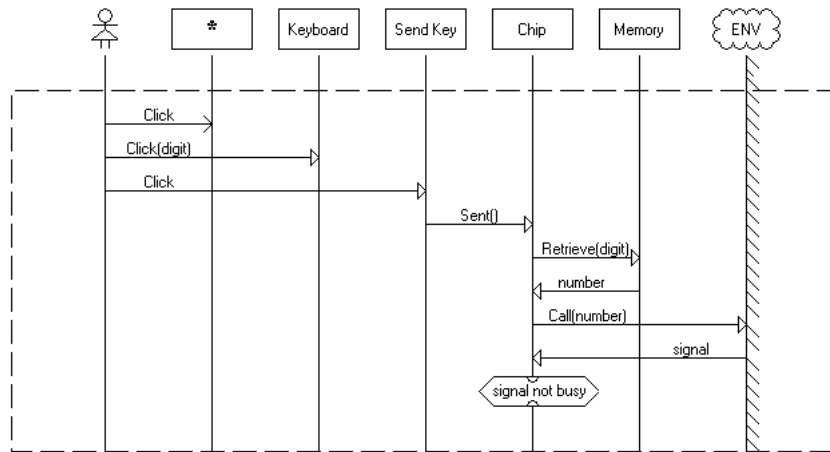 *
Keyboard
Send Key
Chip
Memory
ENV
Click
Click(digit)
Click
Sent()
Retrieve(digit)
number
Call(number)
signal
signal not busy